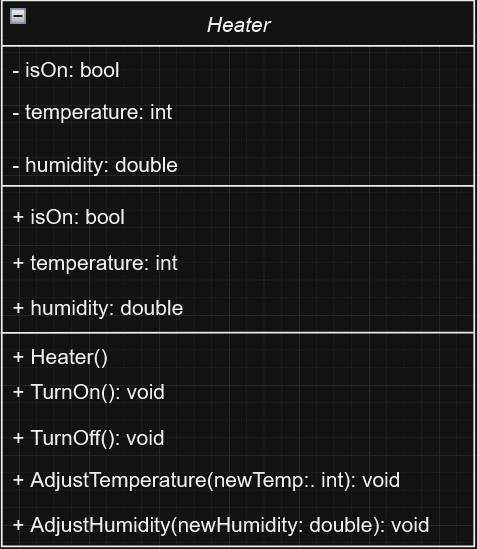 Heater
- isOn: bool
- temperature: int
- humidity: double
+ isOn: bool
+ temperature: int
+ humidity: double
+ Heater()
+ TurnOn(): void
+ TurnOff(): void
+ AdjustTemperature(newTemp:. int): void
+ AdjustHumidity(newHumidity: double): void